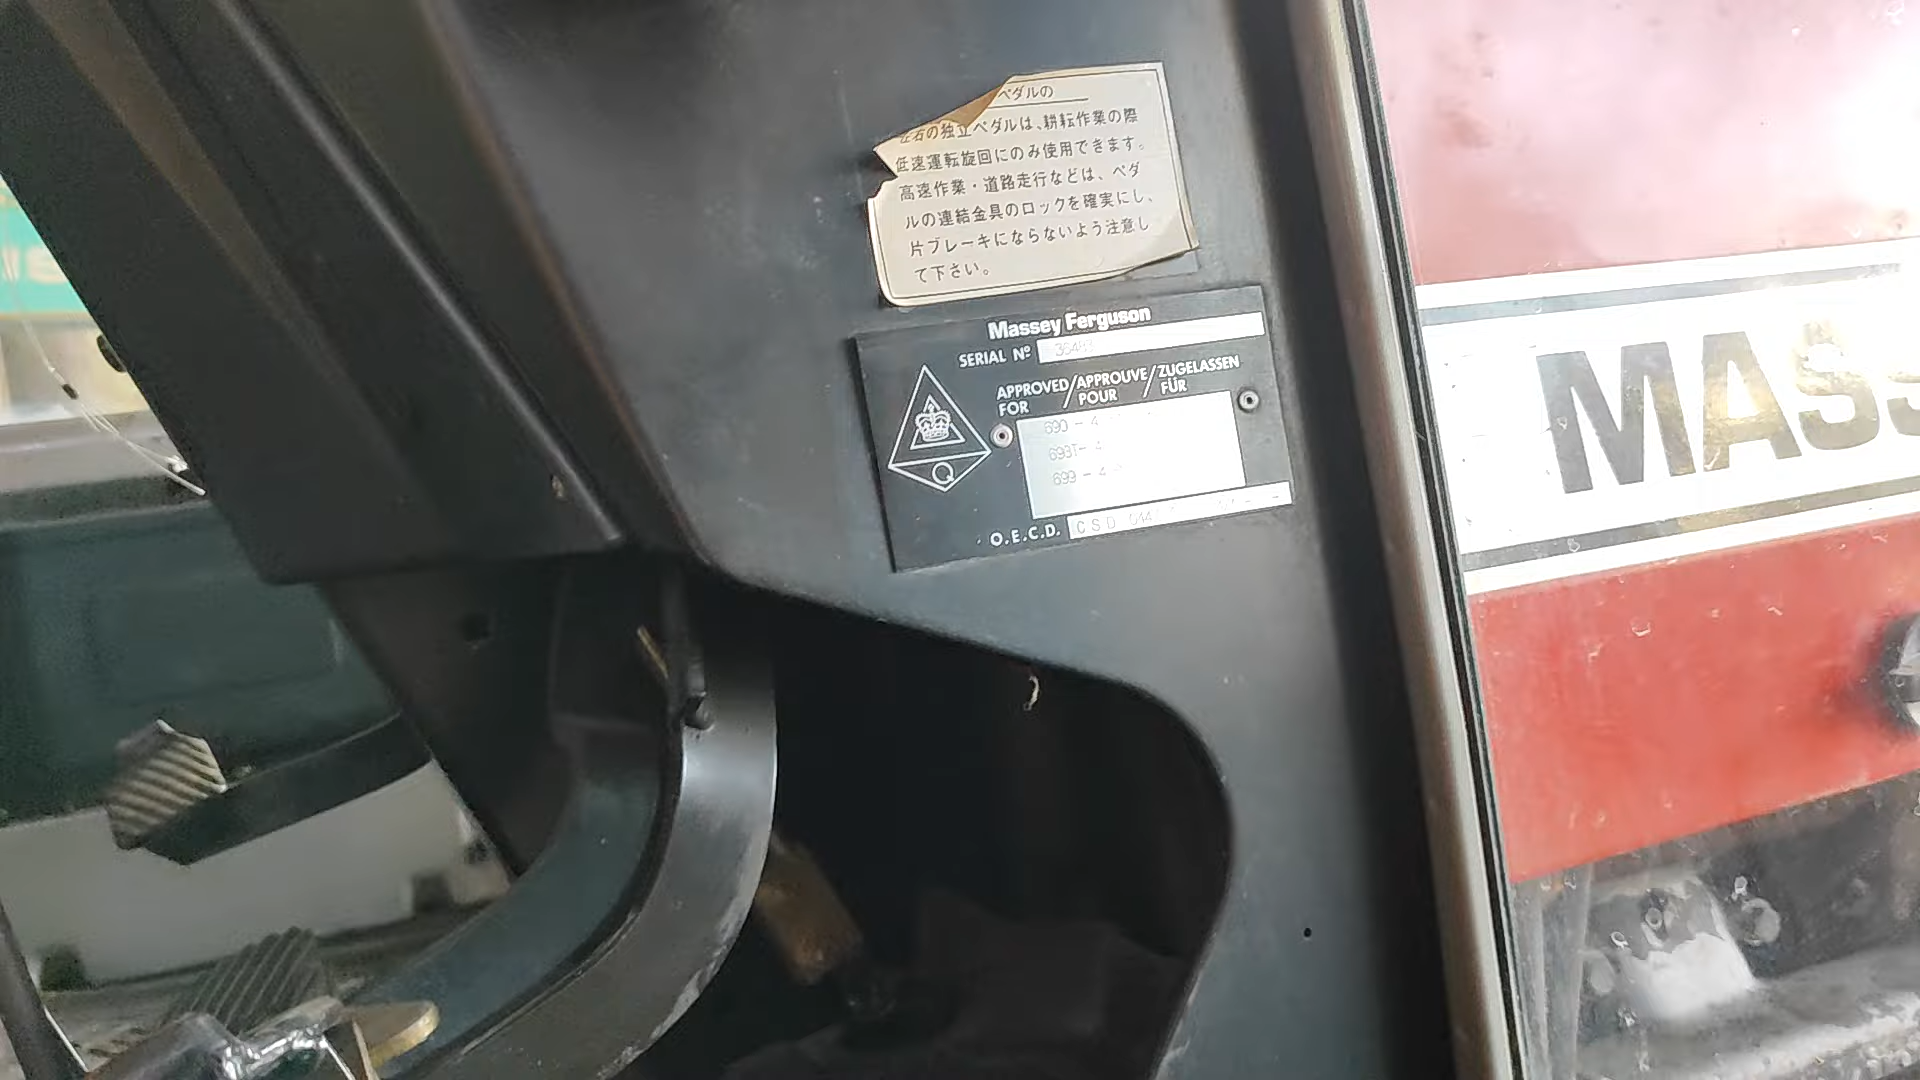 ペダルの
左右の独立ペダルは、耕転作業の際
低速運転旋回にのみ使用できます。
高速作業・道路走行などは、ペダ
ルの連結金具のロックを確実にし、
片ブレーキにならないよう注意し
て下さい。
Massey Ferguson
SERIAL Nº
APPROVED/APPROUVE/ZUGELASSEN
FOR POUR FÜR
690 - 4
693T- 4
699 - 4
Q
O.E.C.D. CSD
MASS